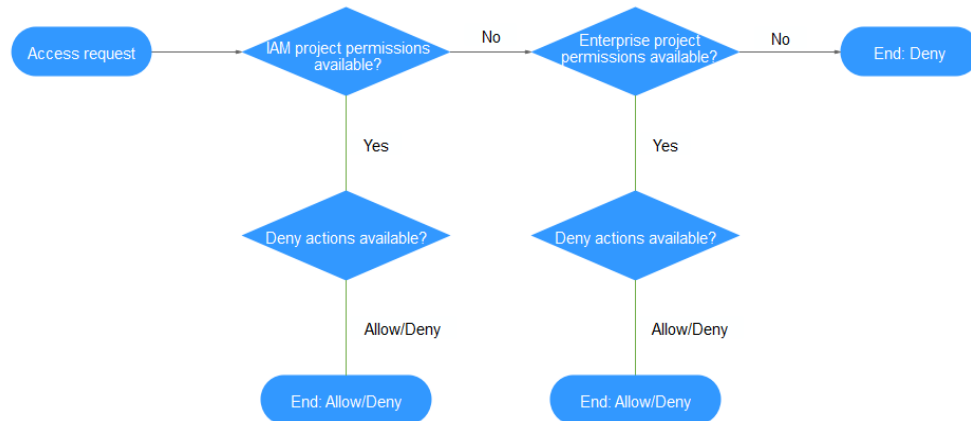 Access request
IAM project permissions
available?
No
Enterprise project
permissions available?
No
End: Deny
Yes
Yes
Deny actions available?
Deny actions available?
Allow/Deny
Allow/Deny
End: Allow/Deny
End: Allow/Deny